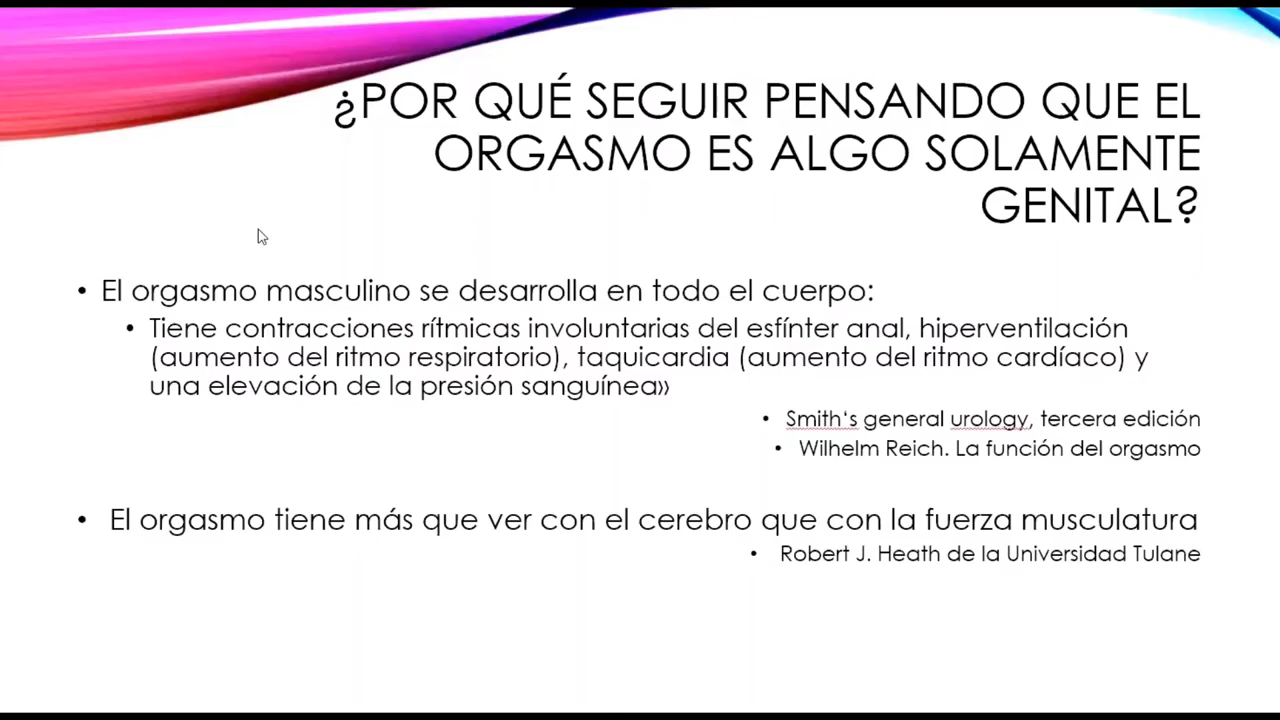 ¿POR QUÉ SEGUIR PENSANDO QUE EL
ORGASMO ES ALGO SOLAMENTE
GENITAL?
• El orgasmo masculino se desarrolla en todo el cuerpo:
• Tiene contracciones rítmicas involuntarias del esfínter anal, hiperventilación
(aumento del ritmo respiratorio), taquicardia (aumento del ritmo cardíaco) y
una elevación de la presión sanguínea»
• Smith‘s general urology, tercera edición
• Wilhelm Reich. La función del orgasmo
• El orgasmo tiene más que ver con el cerebro que con la fuerza musculatura
• Robert J. Heath de la Universidad Tulane